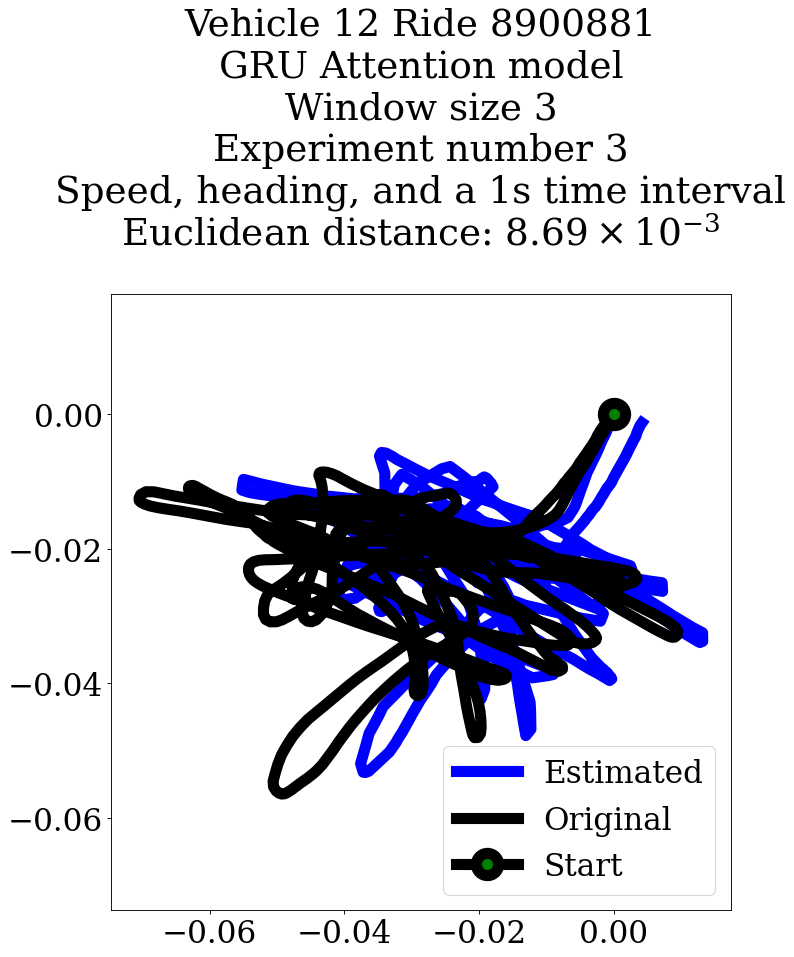 Vehicle 12 Ride 8900881
GRU Attention model
Window size 3
Experiment number 3
Speed, heading, and a 1s time interval
Euclidean distance: 8.69 × 10⁻³
0.00
−0.02
−0.04
−0.06
Estimated
Original
Start
−0.06 −0.04 −0.02 0.00